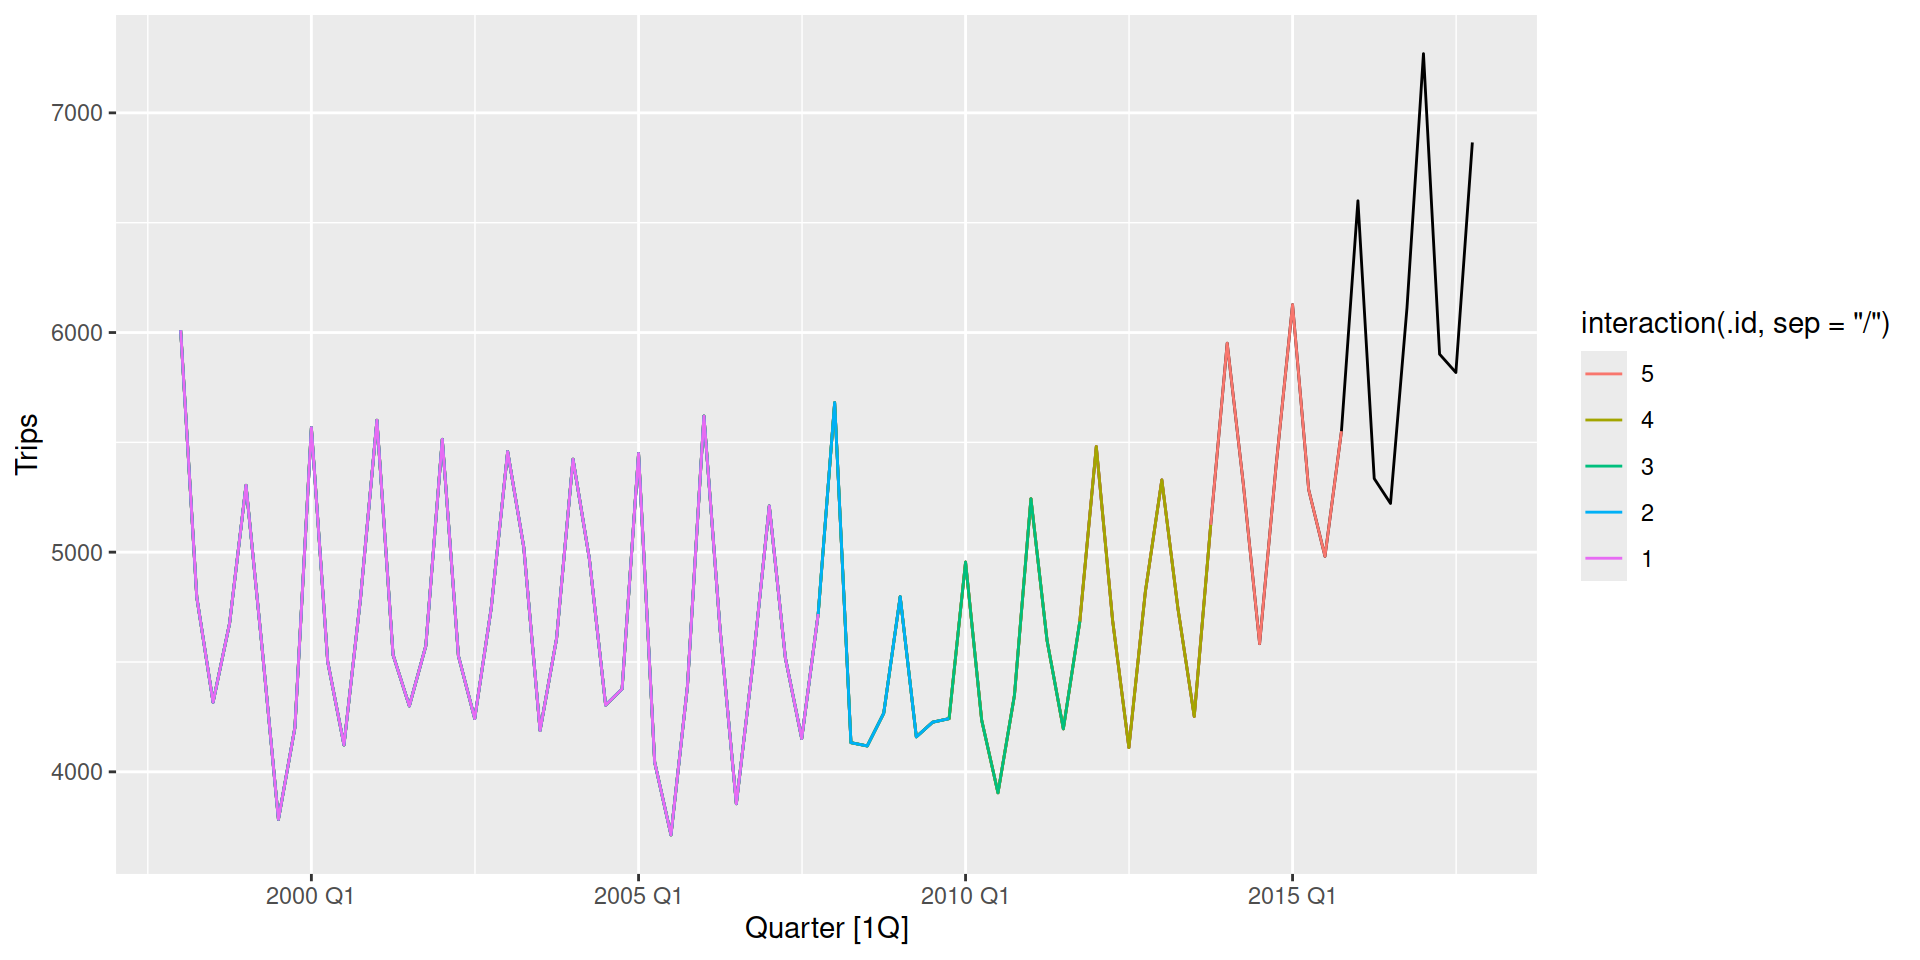 7000
6000
5000
4000
Trips
2000 Q1
2005 Q1
2010 Q1
2015 Q1
Quarter [1Q]
interaction(.id, sep = "/")
5
4
3
2
1